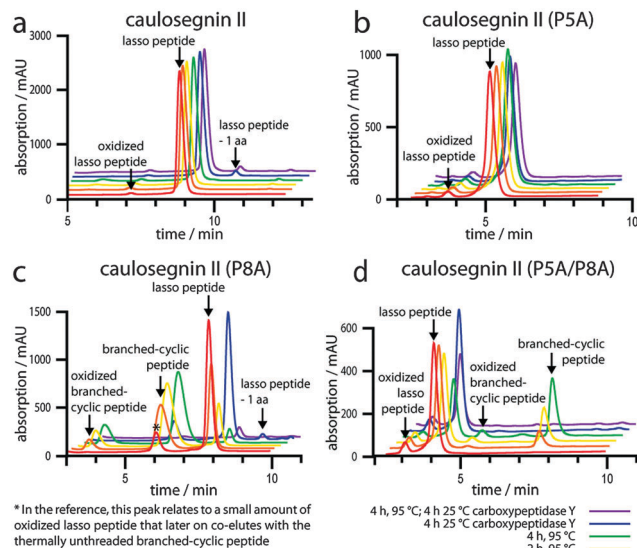 a
caulosegnin II
absorption / mAU
3000
2000
1000
0
5
10
time / min
lasso peptide
oxidized
lasso peptide
lasso peptide
- 1 aa
b
caulosegnin II (P5A)
absorption / mAU
1000
500
0
5
10
time / min
lasso peptide
oxidized
lasso peptide
c
caulosegnin II (P8A)
absorption / mAU
1500
1000
500
0
5
10
time / min
lasso peptide
branched-cyclic
peptide
oxidized
branched-
cyclic peptide
*
lasso peptide
- 1 aa
d
caulosegnin II (P5A/P8A)
absorption / mAU
600
400
200
0
5
10
time / min
lasso peptide
branched-cyclic
peptide
oxidized
branched-
cyclic peptide
oxidized
lasso
peptide
* In the reference, this peak relates to a small amount of
oxidized lasso peptide that later on co-elutes with the
thermally unthreaded branched-cyclic peptide
4 h, 95 °C; 4 h 25 °C carboxypeptidase Y
4 h 25 °C carboxypeptidase Y
4 h, 95 °C